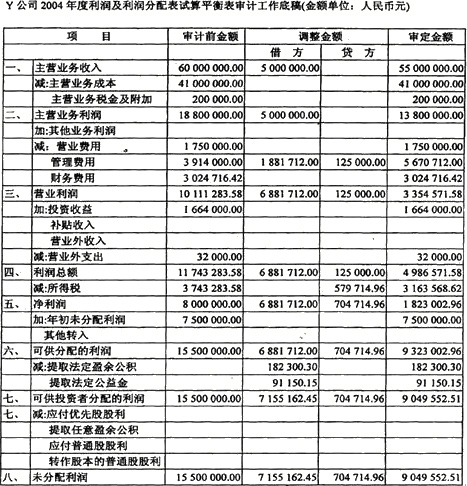 Y 公司 2004 年度利润及利润分配表试算平衡表审计工作底稿(金额单位：人民币元)
项 目 审计前金额 调整金额 审定金额
借 方 贷 方
一、 主营业务收入 60 000 000.00 5 000 000.00 55 000 000.00
减:主营业务成本 41 000 000.00 41 000 000.00
主营业务税金及附加 200 000.00 200 000.00
二、 主营业务利润 18 800 000.00 5 000 000.00 13 800 000.00
加:其他业务利润
减：营业费用 1 750 000.00 1 750 000.00
管理费用 3 914 000.00 1 881 712.00 125 000.00 5 670 712.00
财务费用 3 024 716.42 3 024 716.42
三、 营业利润 10 111 283.58 6 881 712.00 125 000.00 3 354 571.58
加:投资收益 1 664 000.00 1 664 000.00
补贴收入
营业外收入
减:营业外支出 32 000.00 32 000.00
四、 利润总额 11 743 283.58 6 881 712.00 125 000.00 4 986 571.58
减:所得税 3 743 283.58 579 714.96 3 163 568.62
五、 净利润 8 000 000.00 6 881 712.00 704 714.96 1 823 002.96
加:年初未分配利润 7 500 000.00 7 500 000.00
其他转入
六、 可供分配的利润 15 500 000.00 6 881 712.00 704 714.96 9 323 002.96
减:提取法定盈余公积 182 300.30 182 300.30
提取法定公益金 91 150.15 91 150.15
七、 可供投资者分配的利润 15 500 000.00 7 155 162.45 704 714.96 9 049 552.51
七、 减:应付优先股股利
提取任意盈余公积
应付普通股股利
转作股本的普通股股利
八、 未分配利润 15 500 000.00 7 155 162.45 704 714.96 9 049 552.51